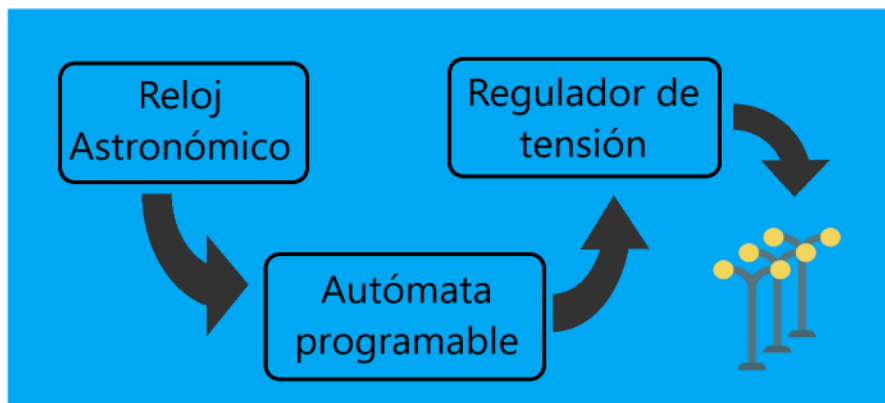 Reloj
Astronómico
Regulador de
tensión
Autómata
programable